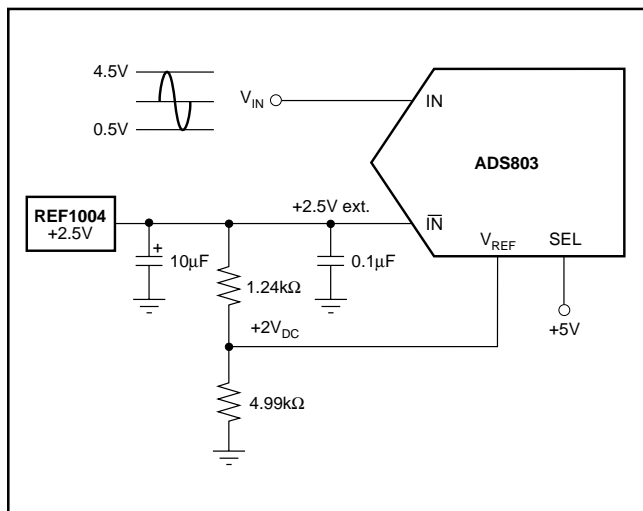 4.5V
0.5V
V_IN
IN
ADS803
REF1004
+2.5V
+2.5V ext.
I̅N̅
V_REF SEL
+
10µF
0.1µF
1.24kΩ
+2V_DC
+5V
4.99kΩ